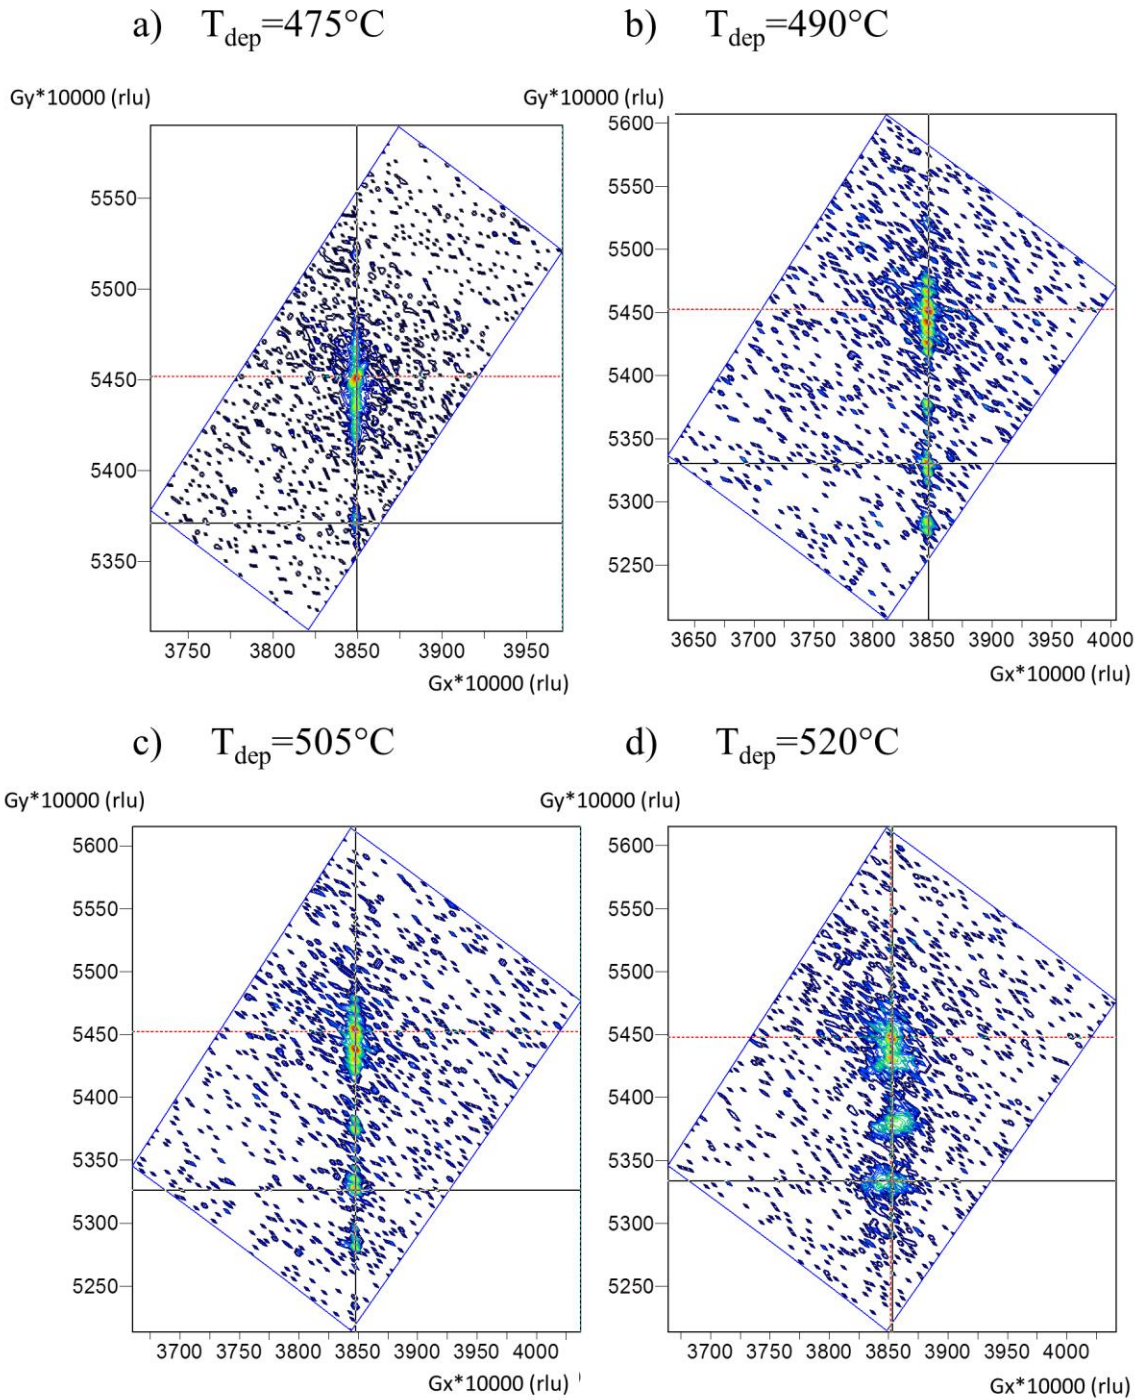 a) T_dep=475°C
b) T_dep=490°C
Gy*10000 (rlu)
Gy*10000 (rlu)
5550
5500
5450
5400
5350
3750 3800 3850 3900 3950
Gx*10000 (rlu)
5600
5550
5500
5450
5400
5350
5300
5250
3650 3700 3750 3800 3850 3900 3950 4000
Gx*10000 (rlu)
c) T_dep=505°C
d) T_dep=520°C
Gy*10000 (rlu)
Gy*10000 (rlu)
5600
5550
5500
5450
5400
5350
5300
5250
3700 3750 3800 3850 3900 3950 4000
Gx*10000 (rlu)
5600
5550
5500
5450
5400
5350
5300
5250
3700 3750 3800 3850 3900 3950 4000
Gx*10000 (rlu)